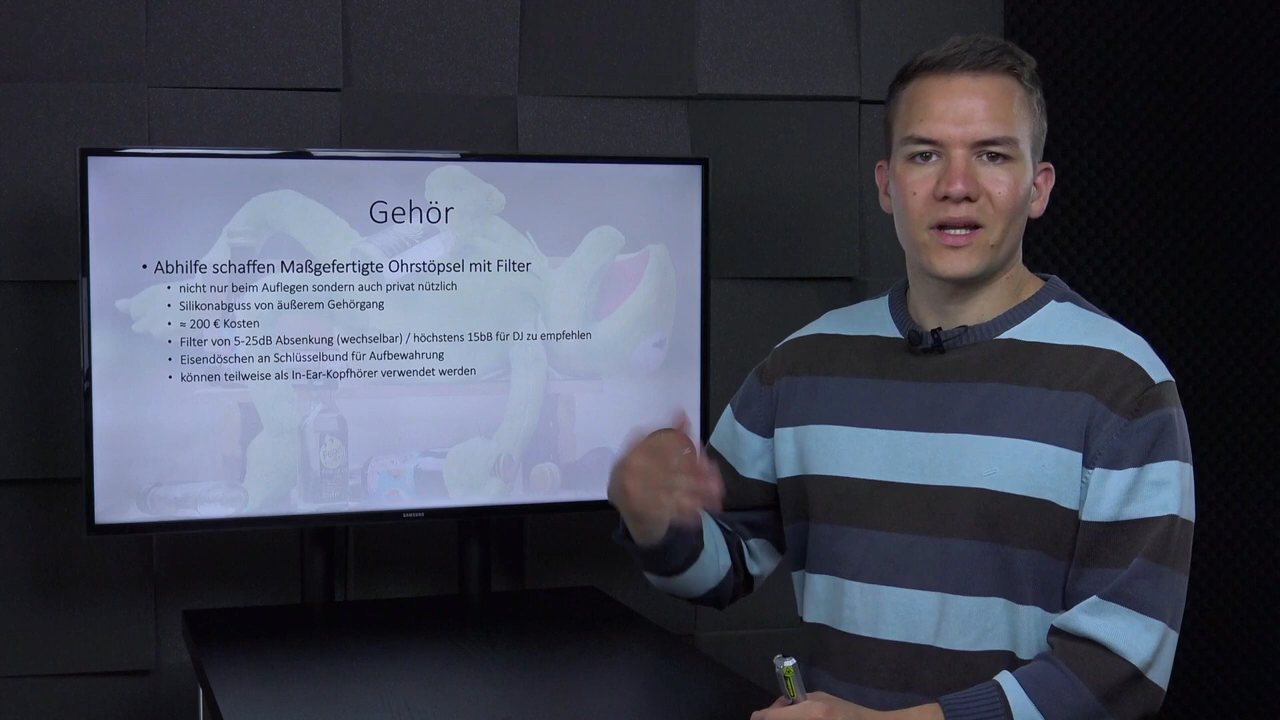 Gehör
• Abhilfe schaffen Maßgefertigte Ohrstöpsel mit Filter
• nicht nur beim Auflegen sondern auch privat nützlich
• Silikonabguss von äußerem Gehörgang
• ≈ 200 € Kosten
• Filter von 5-25dB Absenkung (wechselbar) / höchstens 15bB für DJ zu empfehlen
• Eisendöschen an Schlüsselbund für Aufbewahrung
• können teilweise als In-Ear-Kopfhörer verwendet werden
SAMSUNG